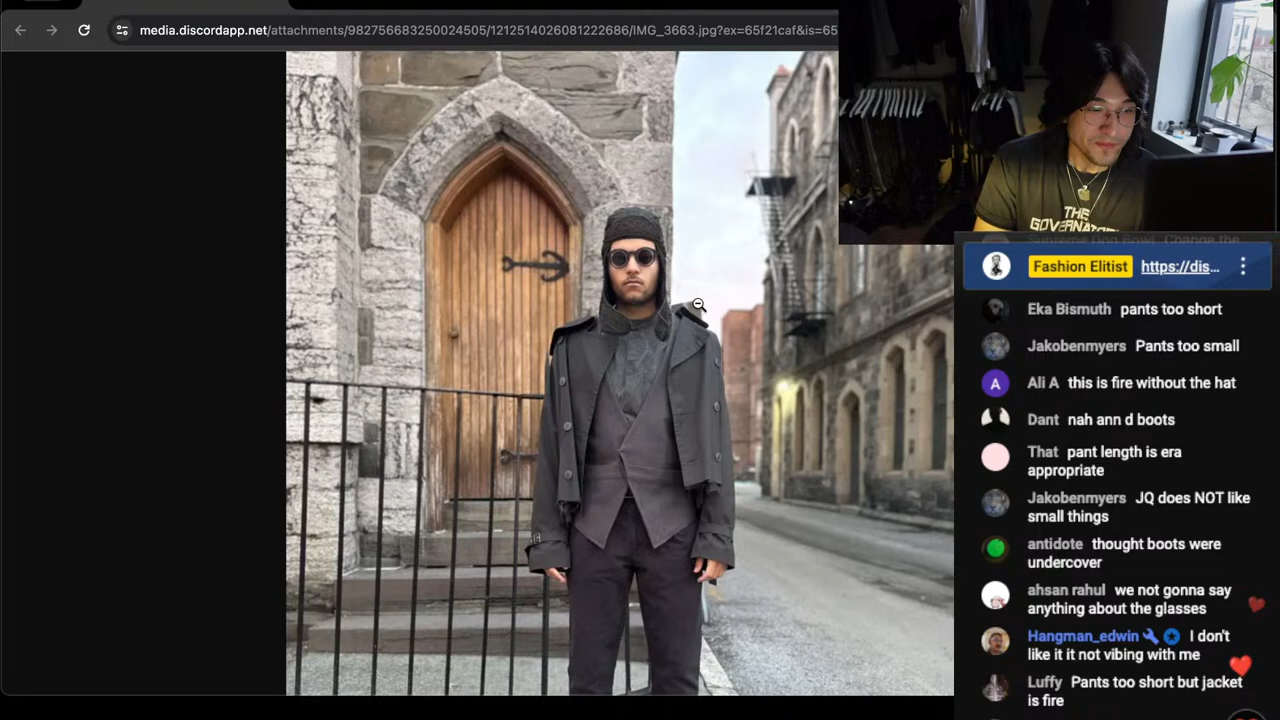 media.discordapp.net/attachments/982756683250024505/1212514026081222686/IMG_3663.jpg?ex=65f21caf&is=65
THE
GOVERNATOR
Fashion Elitist https://dis...
Eka Bismuth pants too short
Jakobenmyers Pants too small
Ali A this is fire without the hat
A
Dant nah ann d boots
That pant length is era
appropriate
Jakobenmyers JQ does NOT like
small things
antidote thought boots were
undercover
ahsan rahul we not gonna say
anything about the glasses
Hangman_edwin I don't
like it it not vibing with me
Luffy Pants too short but jacket
is fire